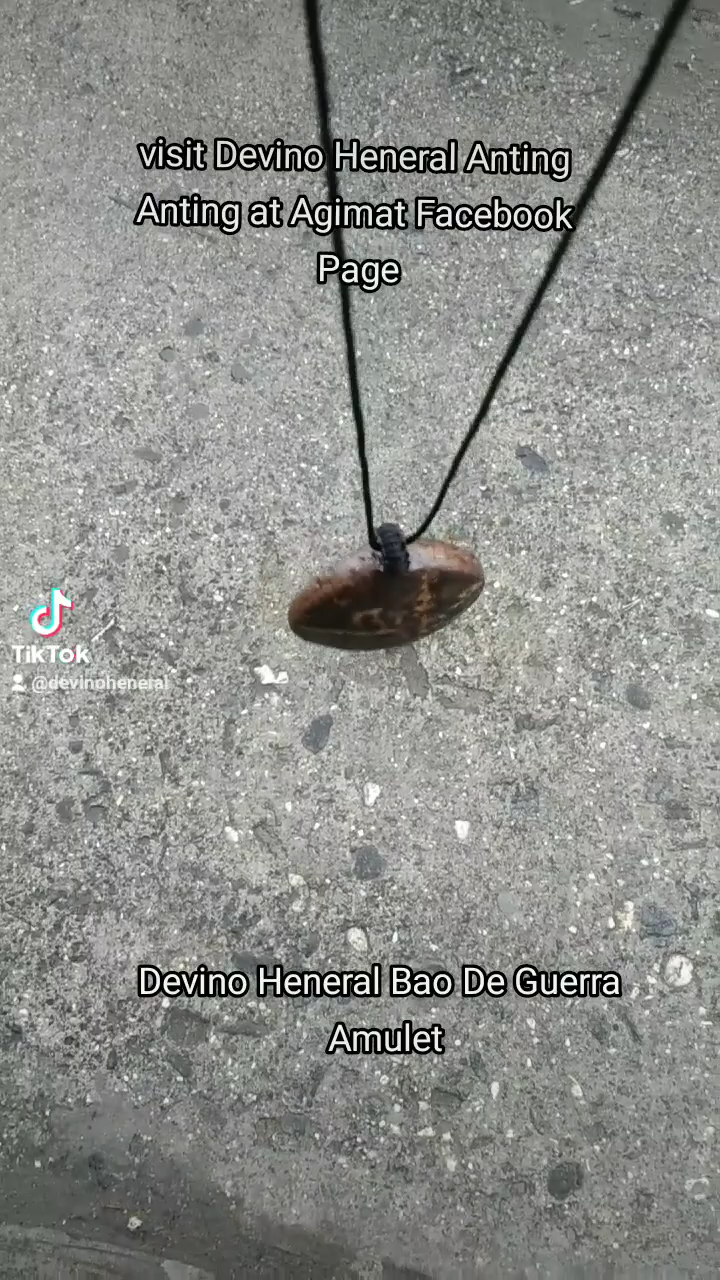 visit Devino Heneral Anting
Anting at Agimat Facebook
Page
TikTok
@devinoheneral
Devino Heneral Bao De Guerra
Amulet